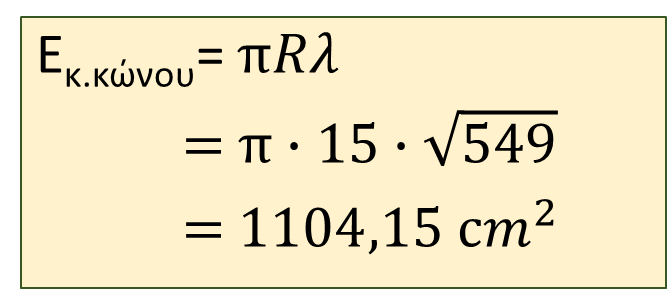 Εκ.κώνου= πRλ
= π · 15 · √549
= 1104,15 cm²